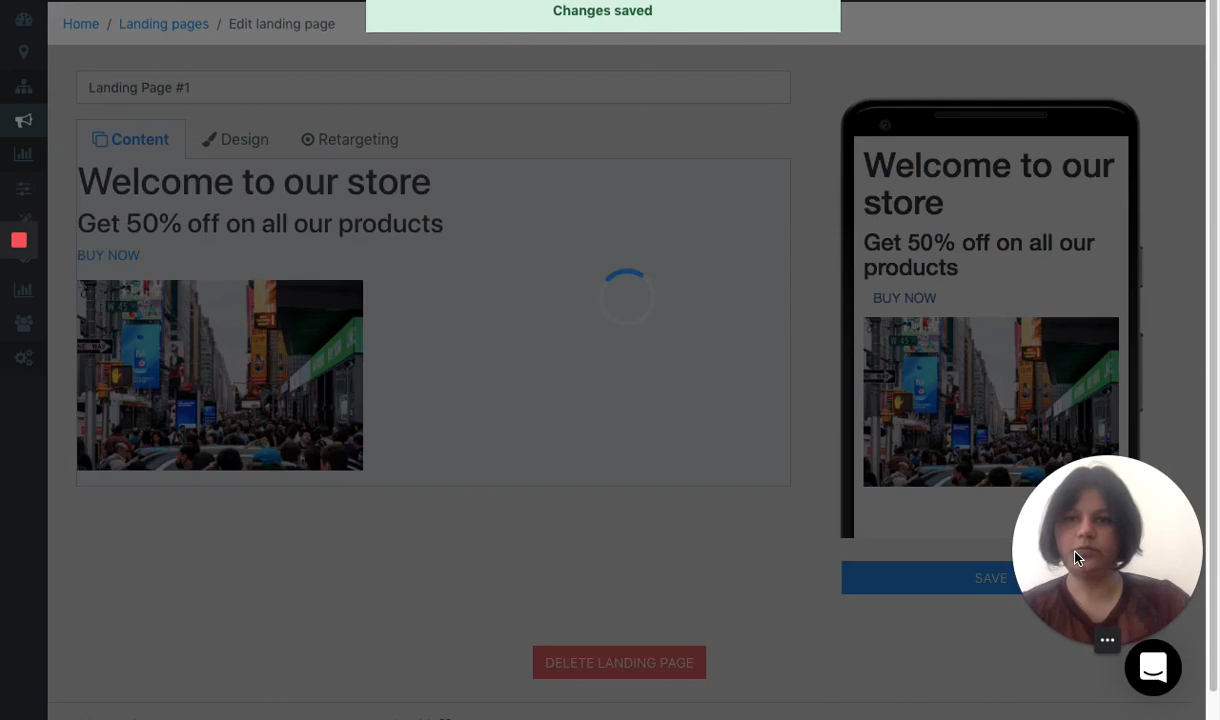 Changes saved
Home / Landing pages / Edit landing page
Landing Page #1
Content
Design
Retargeting
Welcome to our store
Get 50% off on all our products
BUY NOW
W 45
Welcome to our
store
Get 50% off on all our
products
BUY NOW
W 45
SAVE
DELETE LANDING PAGE